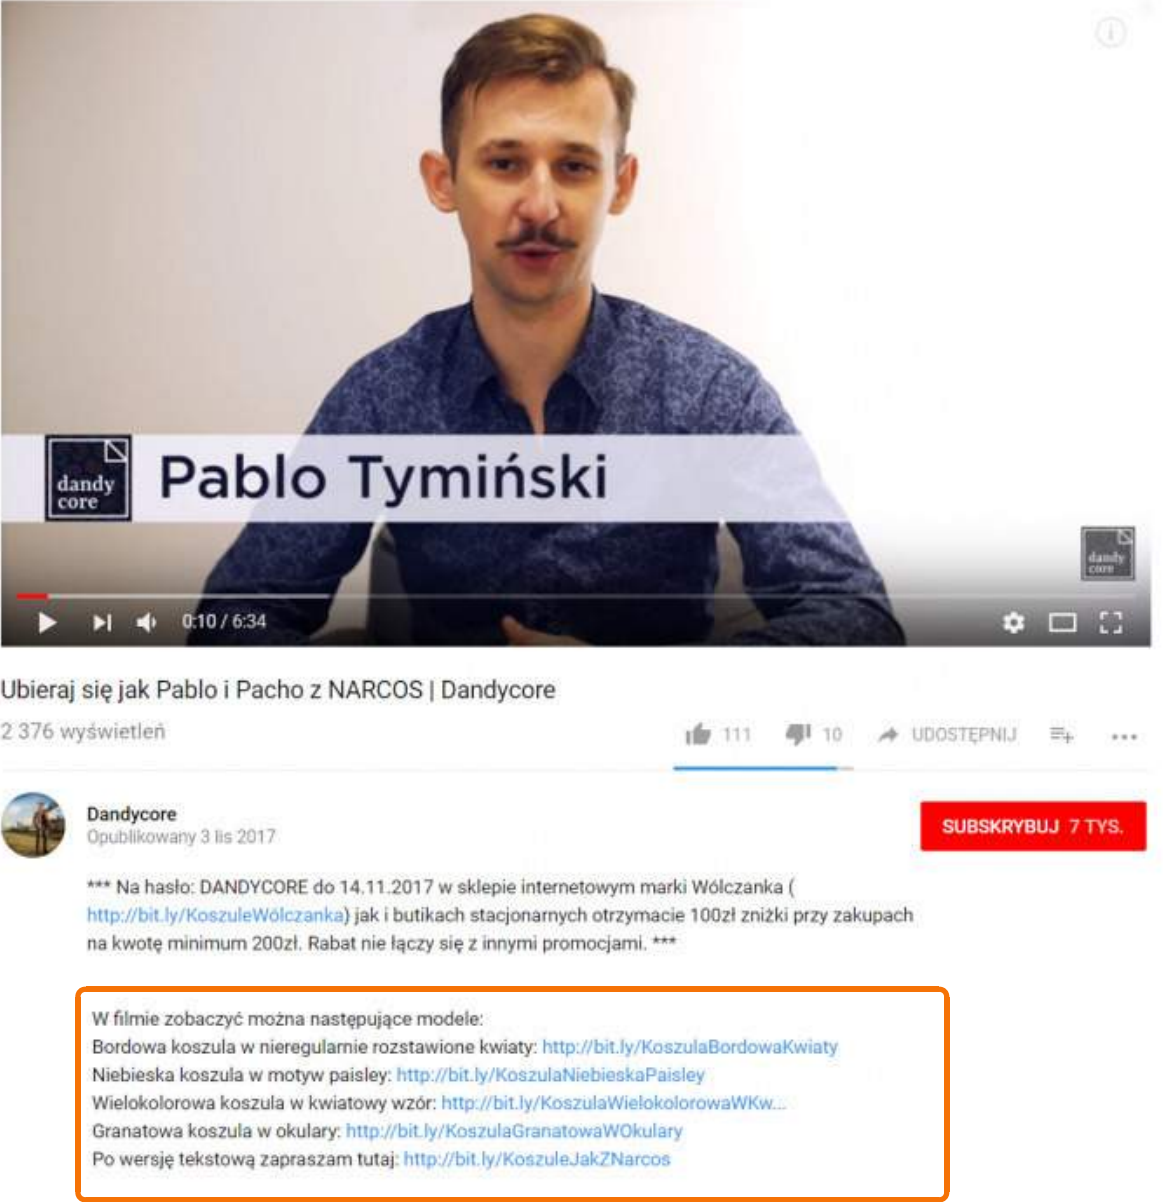 dandy
core
Pablo Tymiński
dandy
core
0:10 / 6:34
Ubieraj się jak Pablo i Pacho z NARCOS | Dandycore
2 376 wyświetleń
111 10 UDOSTĘPNIJ
Dandycore
Opublikowany 3 lis 2017
SUBSKRYBUJ 7 TYS.
*** Na hasło: DANDYCORE do 14.11.2017 w sklepie internetowym marki Wólczanka (
http://bit.ly/KoszuleWólczanka) jak i butikach stacjonarnych otrzymacie 100zł zniżki przy zakupach
na kwotę minimum 200zł. Rabat nie łączy się z innymi promocjami. ***
W filmie zobaczyć można następujące modele:
Bordowa koszula w nieregularnie rozstawione kwiaty: http://bit.ly/KoszulaBordowaKwiaty
Niebieska koszula w motyw paisley: http://bit.ly/KoszulaNiebieskaPaisley
Wielokolorowa koszula w kwiatowy wzór: http://bit.ly/KoszulaWielokolorowaWKw...
Granatowa koszula w okulary: http://bit.ly/KoszulaGranatowaWOkulary
Po wersję tekstową zapraszam tutaj: http://bit.ly/KoszuleJakZNarcos